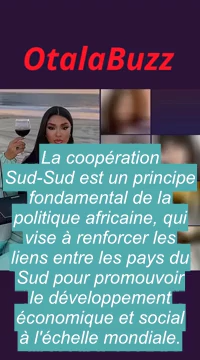 OtalaBuzz
La coopération
Sud-Sud est un principe
fondamental de la
politique africaine, qui
vise à renforcer les
liens entre les pays du
Sud pour promouvoir
le développement
économique et social
à l'échelle mondiale.